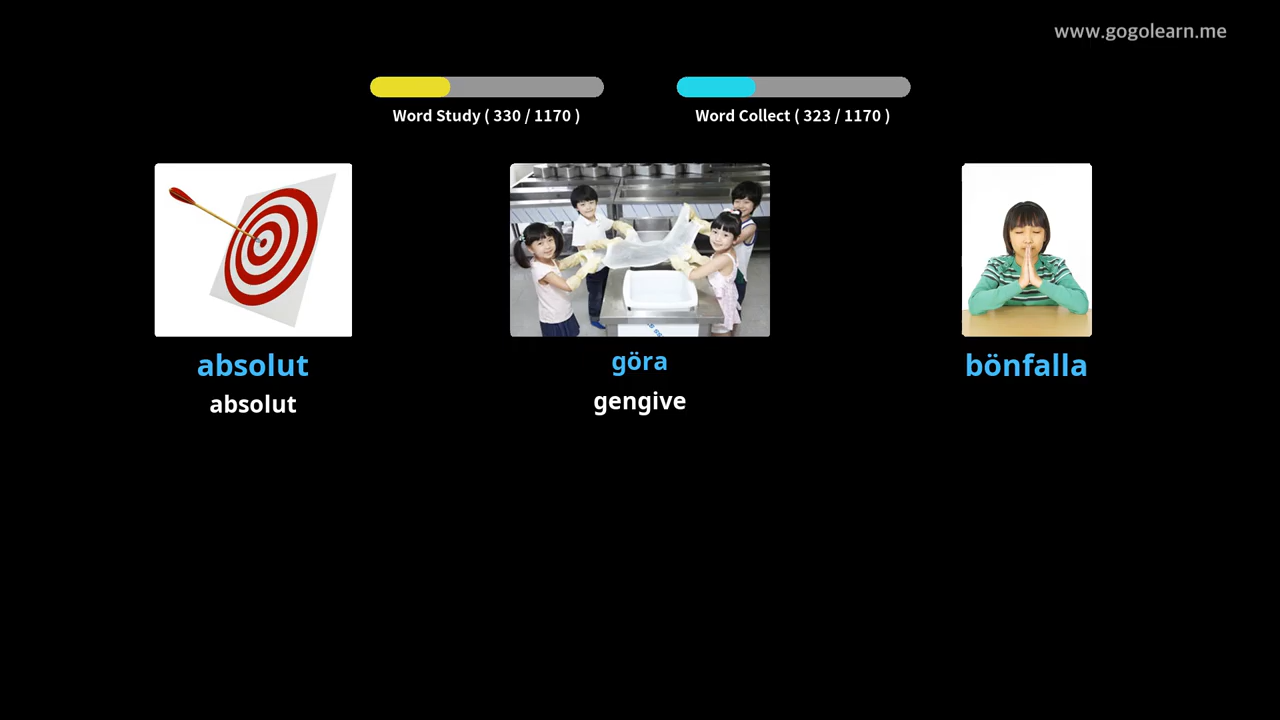 www.gogolearn.me
Word Study ( 330 / 1170 )
Word Collect ( 323 / 1170 )
absolut
absolut
göra
gengive
bönfalla